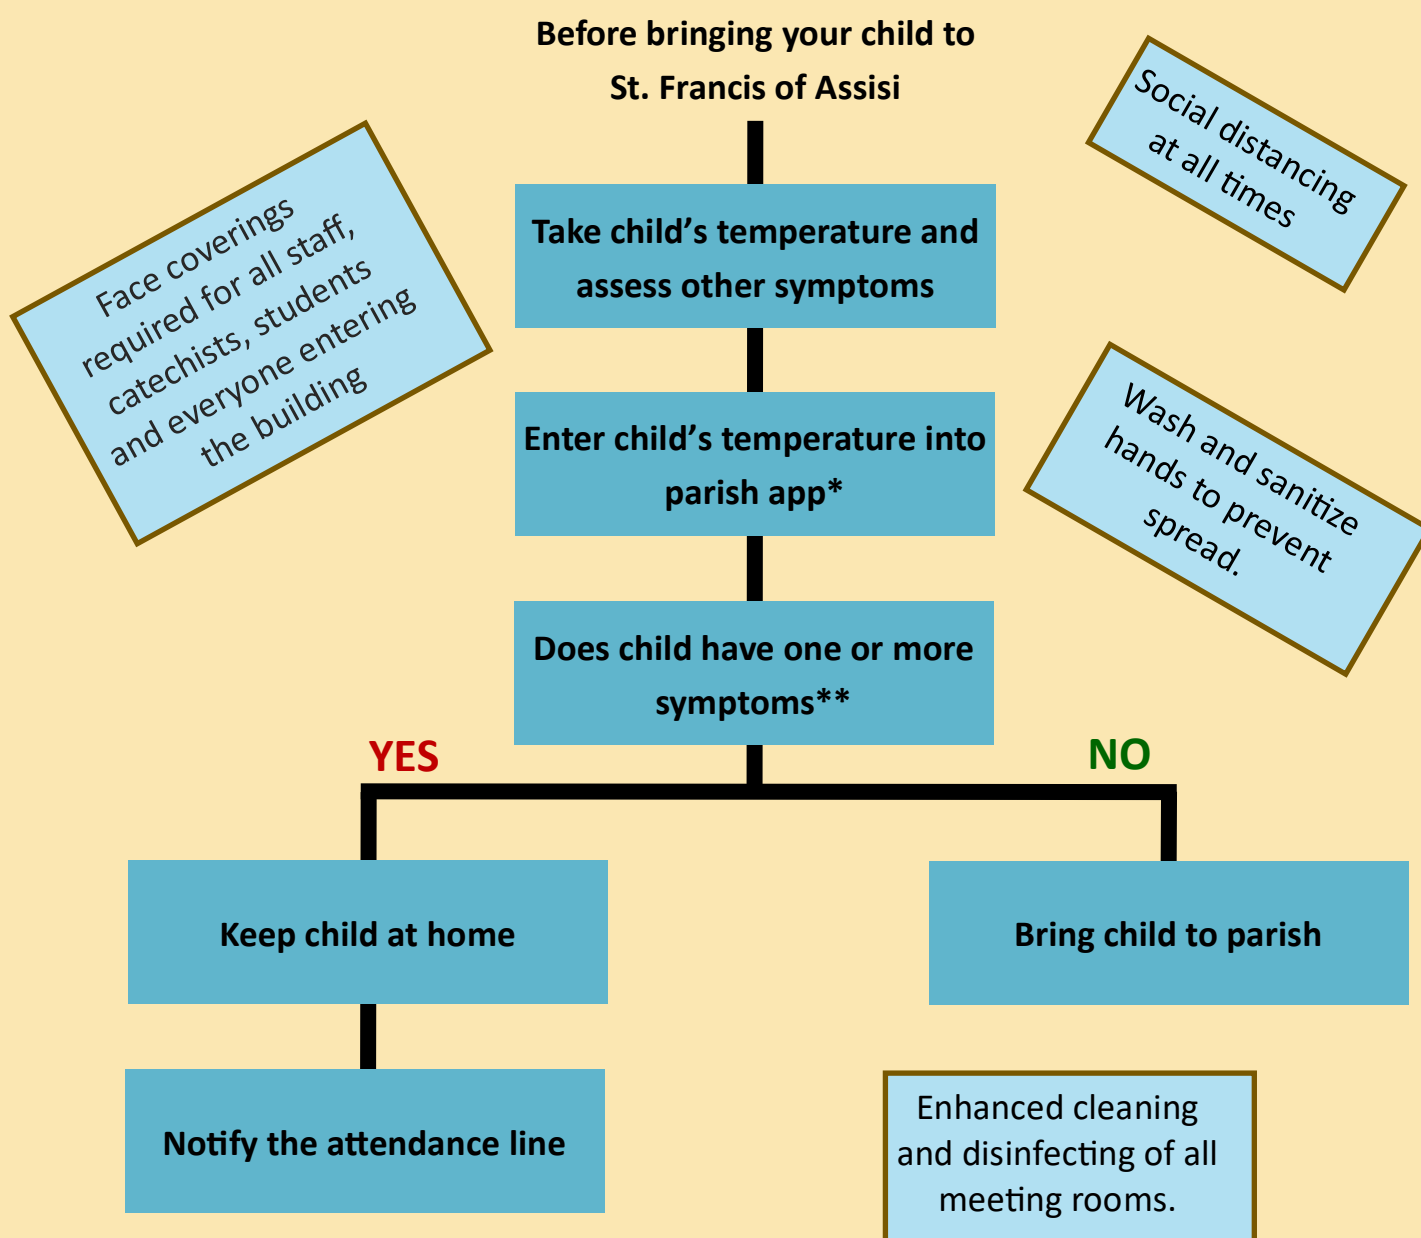 Before bringing your child to
St. Francis of Assisi
Social distancing
at all times
Face coverings
required for all staff,
catechists, students
and everyone entering
the building
Take child’s temperature and
assess other symptoms
Wash and sanitize
hands to prevent
spread.
Enter child’s temperature into
parish app*
Does child have one or more
symptoms**
YES
NO
Keep child at home
Bring child to parish
Notify the attendance line
Enhanced cleaning
and disinfecting of all
meeting rooms.